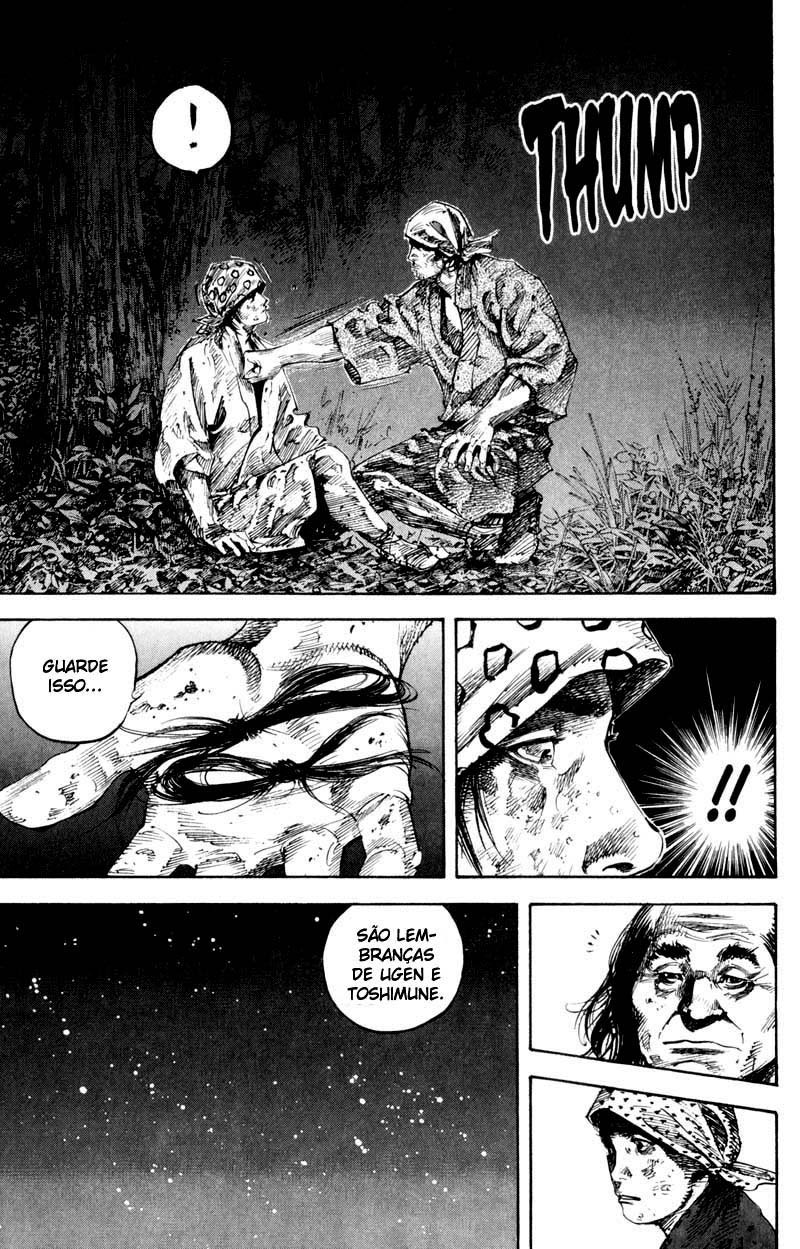 !
THUMP
GUARDE
ISSO...
!!
SÃO LEM-
BRANÇAS
DE UGEN E
TOSHIMUNE.